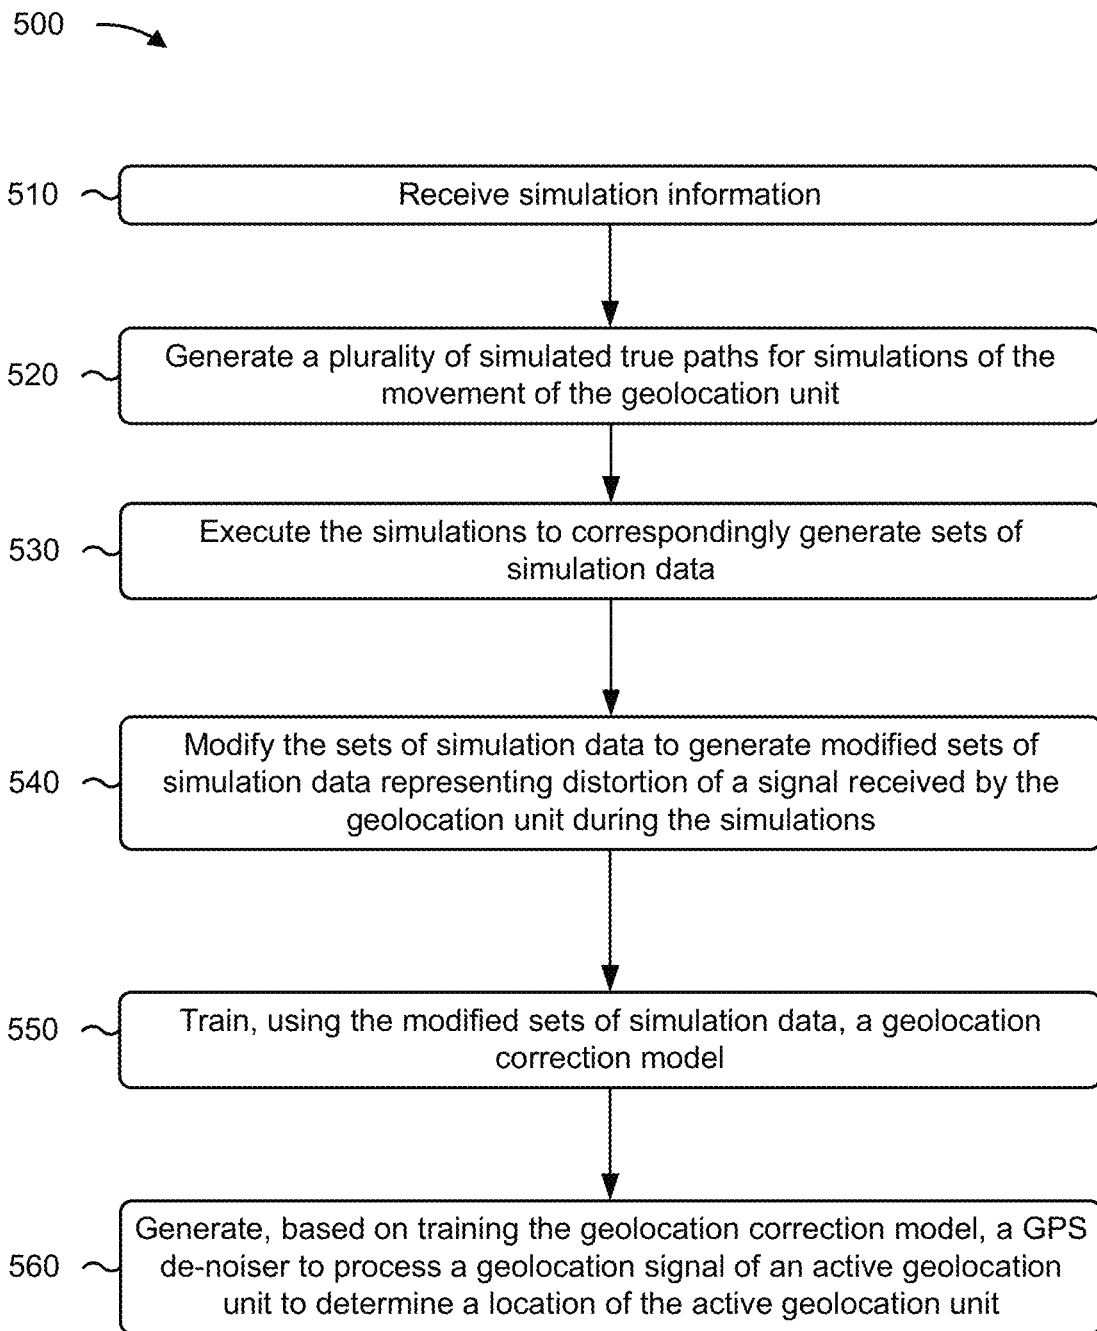 500
510
Receive simulation information
520
Generate a plurality of simulated true paths for simulations of the
movement of the geolocation unit
530
Execute the simulations to correspondingly generate sets of
simulation data
540
Modify the sets of simulation data to generate modified sets of
simulation data representing distortion of a signal received by the
geolocation unit during the simulations
550
Train, using the modified sets of simulation data, a geolocation
correction model
560
Generate, based on training the geolocation correction model, a GPS
de-noiser to process a geolocation signal of an active geolocation
unit to determine a location of the active geolocation unit